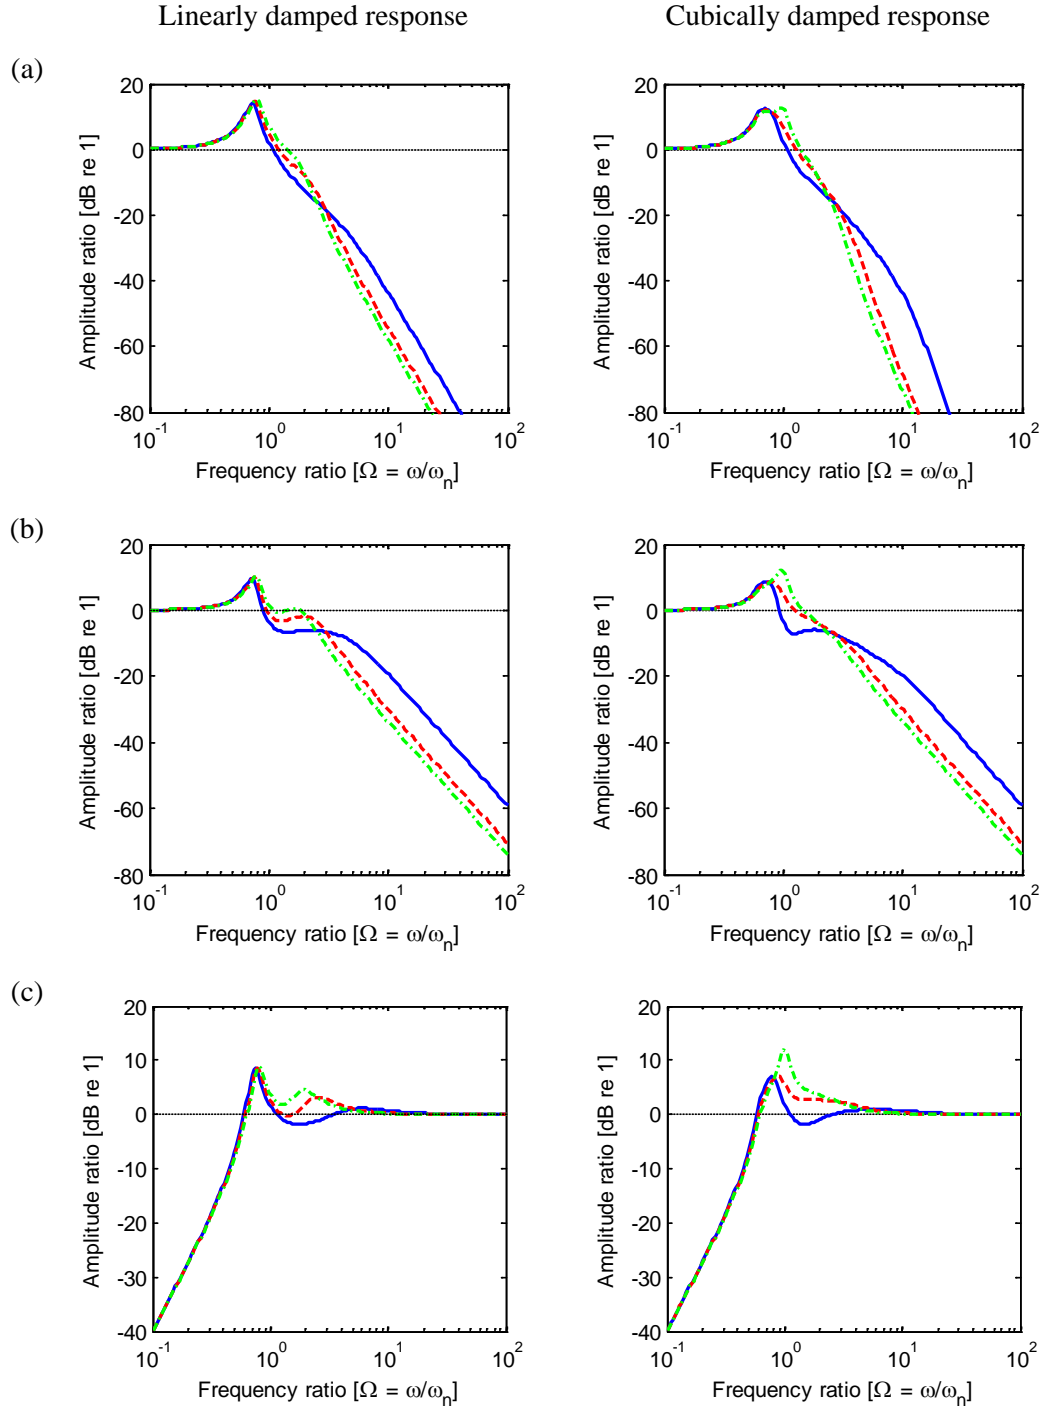 Linearly damped response Cubically damped response
(a)
20
0
-20
-40
-60
-80
10^-1 10^0 10^1 10^2
Amplitude ratio [dB re 1]
Frequency ratio [Ω = ω/ω_n]
20
0
-20
-40
-60
-80
10^-1 10^0 10^1 10^2
Amplitude ratio [dB re 1]
Frequency ratio [Ω = ω/ω_n]
(b)
20
0
-20
-40
-60
-80
10^-1 10^0 10^1 10^2
Amplitude ratio [dB re 1]
Frequency ratio [Ω = ω/ω_n]
20
0
-20
-40
-60
-80
10^-1 10^0 10^1 10^2
Amplitude ratio [dB re 1]
Frequency ratio [Ω = ω/ω_n]
(c)
20
10
0
-10
-20
-30
-40
10^-1 10^0 10^1 10^2
Amplitude ratio [dB re 1]
Frequency ratio [Ω = ω/ω_n]
20
10
0
-10
-20
-30
-40
10^-1 10^0 10^1 10^2
Amplitude ratio [dB re 1]
Frequency ratio [Ω = ω/ω_n]